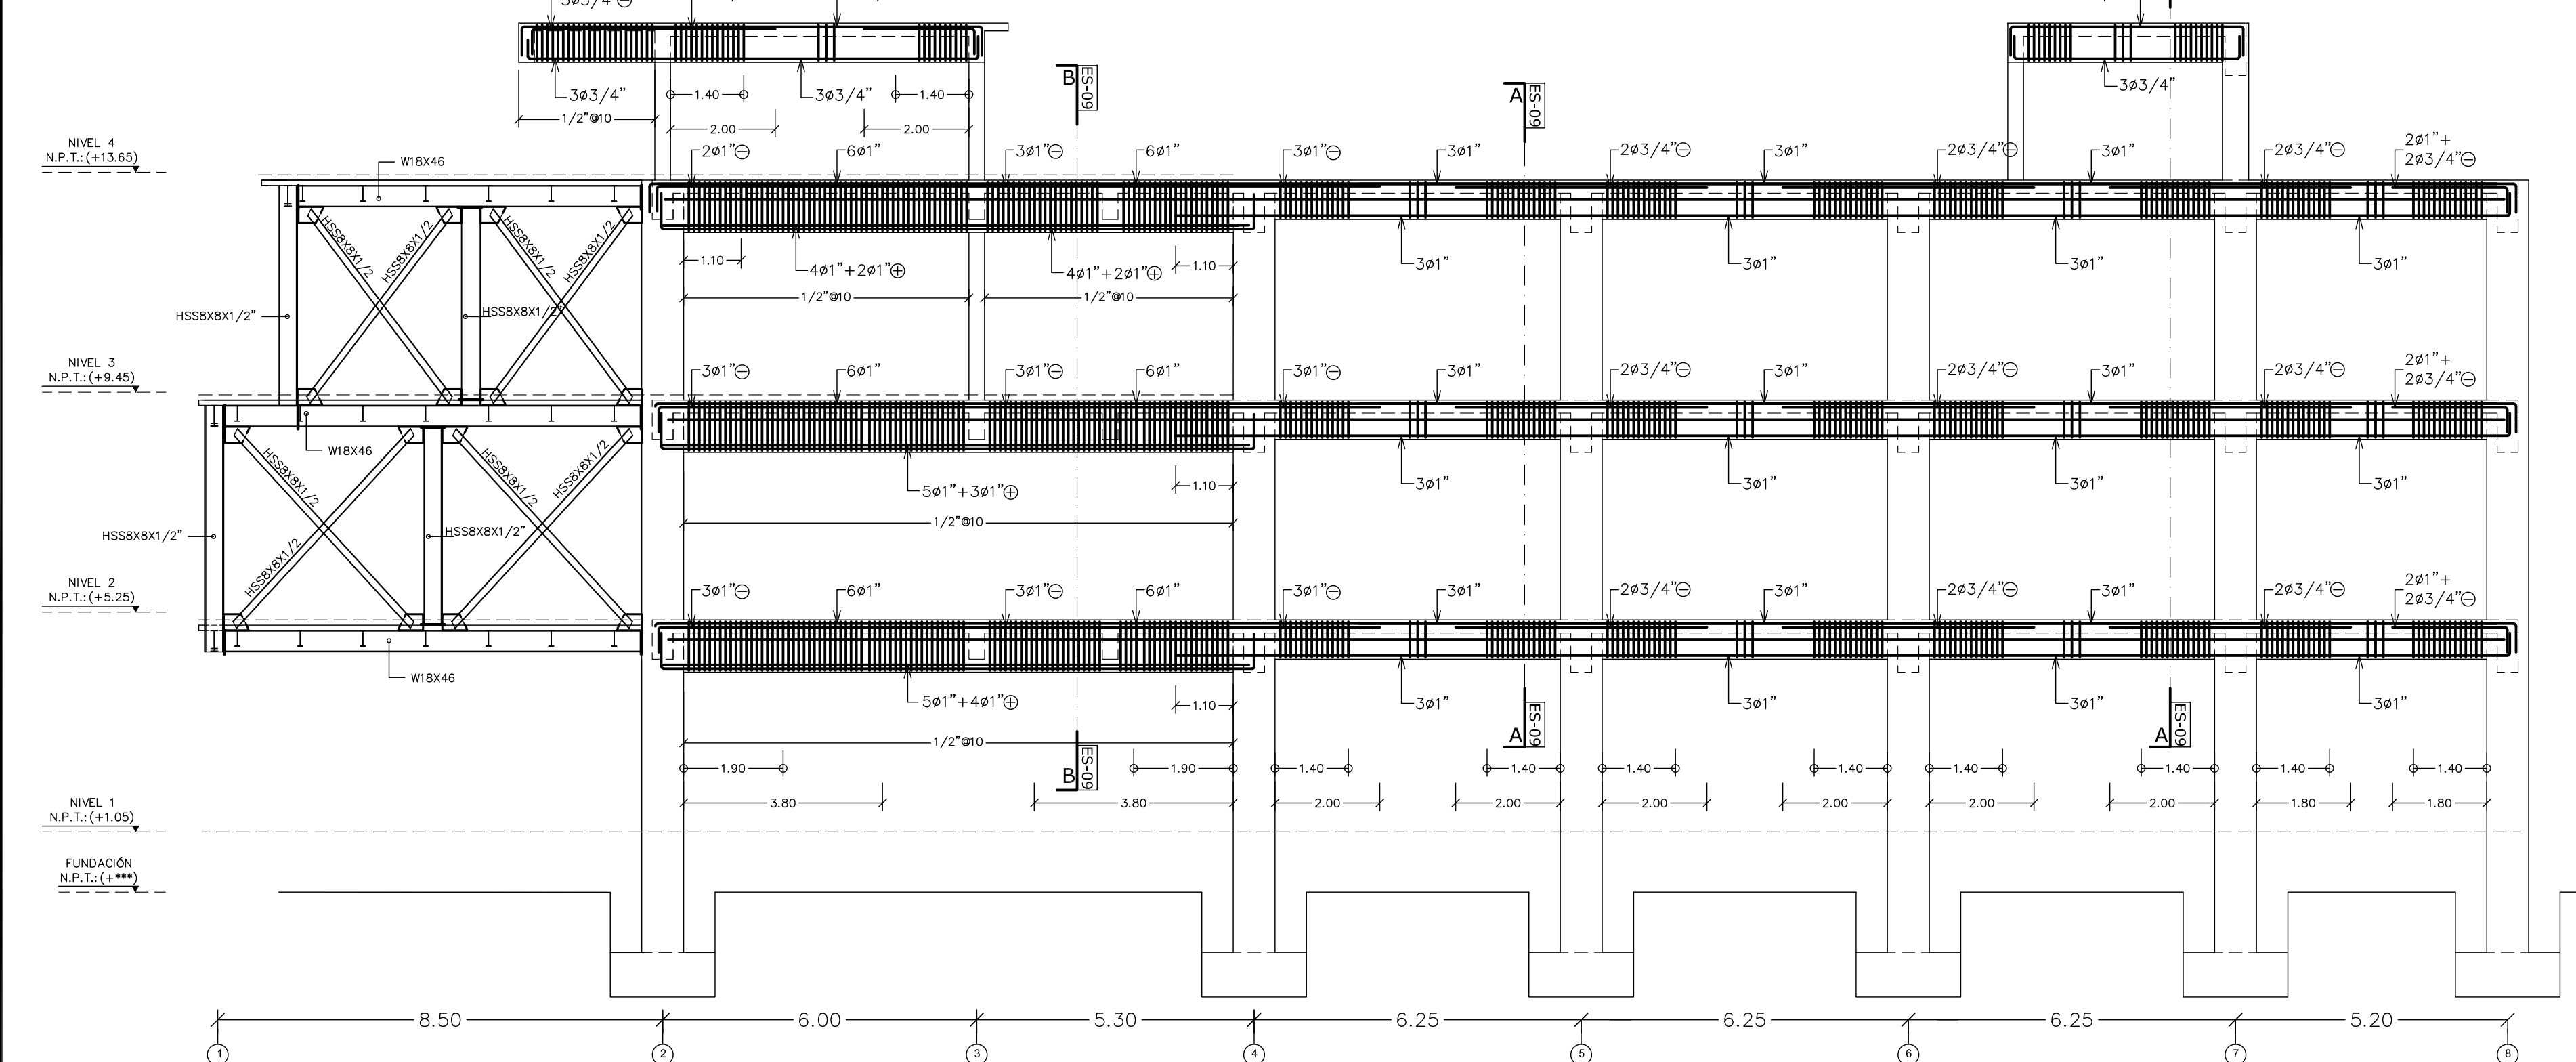 3ø3/4"⊖
3ø3/4"
3ø3/4"
1.40
1.40
1/2"@10
2.00
2.00
B
ES-09
A
ES-09
3ø3/4"
NIVEL 4
N.P.T.:(+13.65)
W18X46
2ø1"⊖
6ø1"
3ø1"⊖
6ø1"
3ø1"⊖
3ø1"
2ø3/4"⊖
3ø1"
2ø3/4"⊖
3ø1"
2ø3/4"⊖
2ø1"+
2ø3/4"⊖
HSS8X8X1/2
HSS8X8X1/2
HSS8X8X1/2
HSS8X8X1/2
HSS8X8X1/2"
HSS8X8X1/2"
1.10
4ø1"+2ø1"⊕
4ø1"+2ø1"⊕
1.10
3ø1"
3ø1"
3ø1"
3ø1"
1/2"@10
1/2"@10
NIVEL 3
N.P.T.:(+9.45)
3ø1"⊖
6ø1"
3ø1"⊖
6ø1"
3ø1"⊖
3ø1"
2ø3/4"⊖
3ø1"
2ø3/4"⊖
3ø1"
2ø3/4"⊖
2ø1"+
2ø3/4"⊖
W18X46
HSS8X8X1/2
HSS8X8X1/2
HSS8X8X1/2
HSS8X8X1/2
HSS8X8X1/2"
HSS8X8X1/2"
5ø1"+3ø1"⊕
1.10
3ø1"
3ø1"
3ø1"
3ø1"
1/2"@10
NIVEL 2
N.P.T.:(+5.25)
3ø1"⊖
6ø1"
3ø1"⊖
6ø1"
3ø1"⊖
3ø1"
2ø3/4"⊖
3ø1"
2ø3/4"⊖
3ø1"
2ø3/4"⊖
2ø1"+
2ø3/4"⊖
W18X46
5ø1"+4ø1"⊕
1.10
3ø1"
3ø1"
3ø1"
3ø1"
1/2"@10
B
ES-09
A
ES-09
A
ES-09
1.90
1.90
1.40
1.40
1.40
1.40
1.40
1.40
1.40
1.40
3.80
3.80
2.00
2.00
2.00
2.00
2.00
2.00
1.80
1.80
NIVEL 1
N.P.T.:(+1.05)
FUNDACIÓN
N.P.T.:(+***)
8.50
6.00
5.30
6.25
6.25
6.25
5.20
1
2
3
4
5
6
7
8